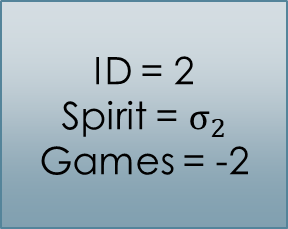 ID = 2
Spirit = σ₂
Games = -2